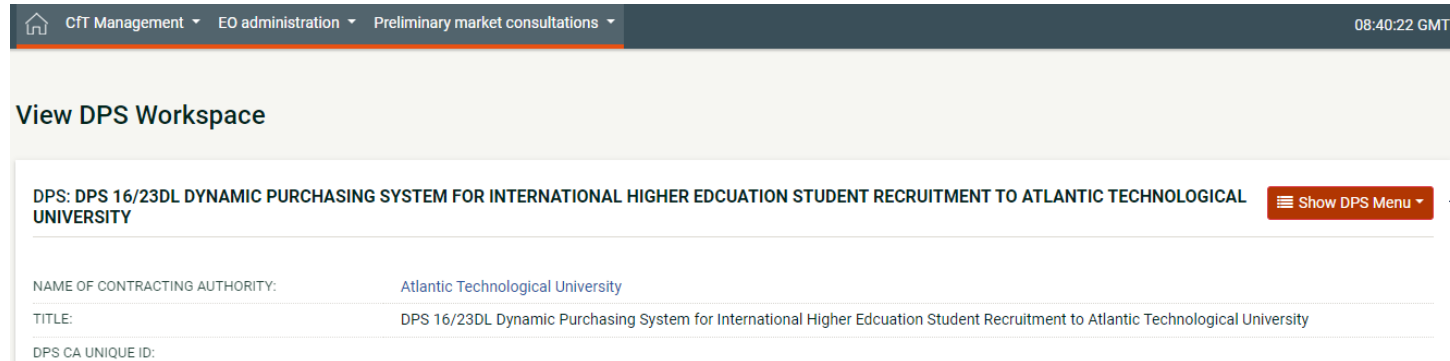 CfT Management EO administration Preliminary market consultations 08:40:22 GMT
View DPS Workspace
DPS: DPS 16/23DL DYNAMIC PURCHASING SYSTEM FOR INTERNATIONAL HIGHER EDCUATION STUDENT RECRUITMENT TO ATLANTIC TECHNOLOGICAL
UNIVERSITY
Show DPS Menu
NAME OF CONTRACTING AUTHORITY: Atlantic Technological University
TITLE: DPS 16/23DL Dynamic Purchasing System for International Higher Edcuation Student Recruitment to Atlantic Technological University
DPS CA UNIQUE ID: